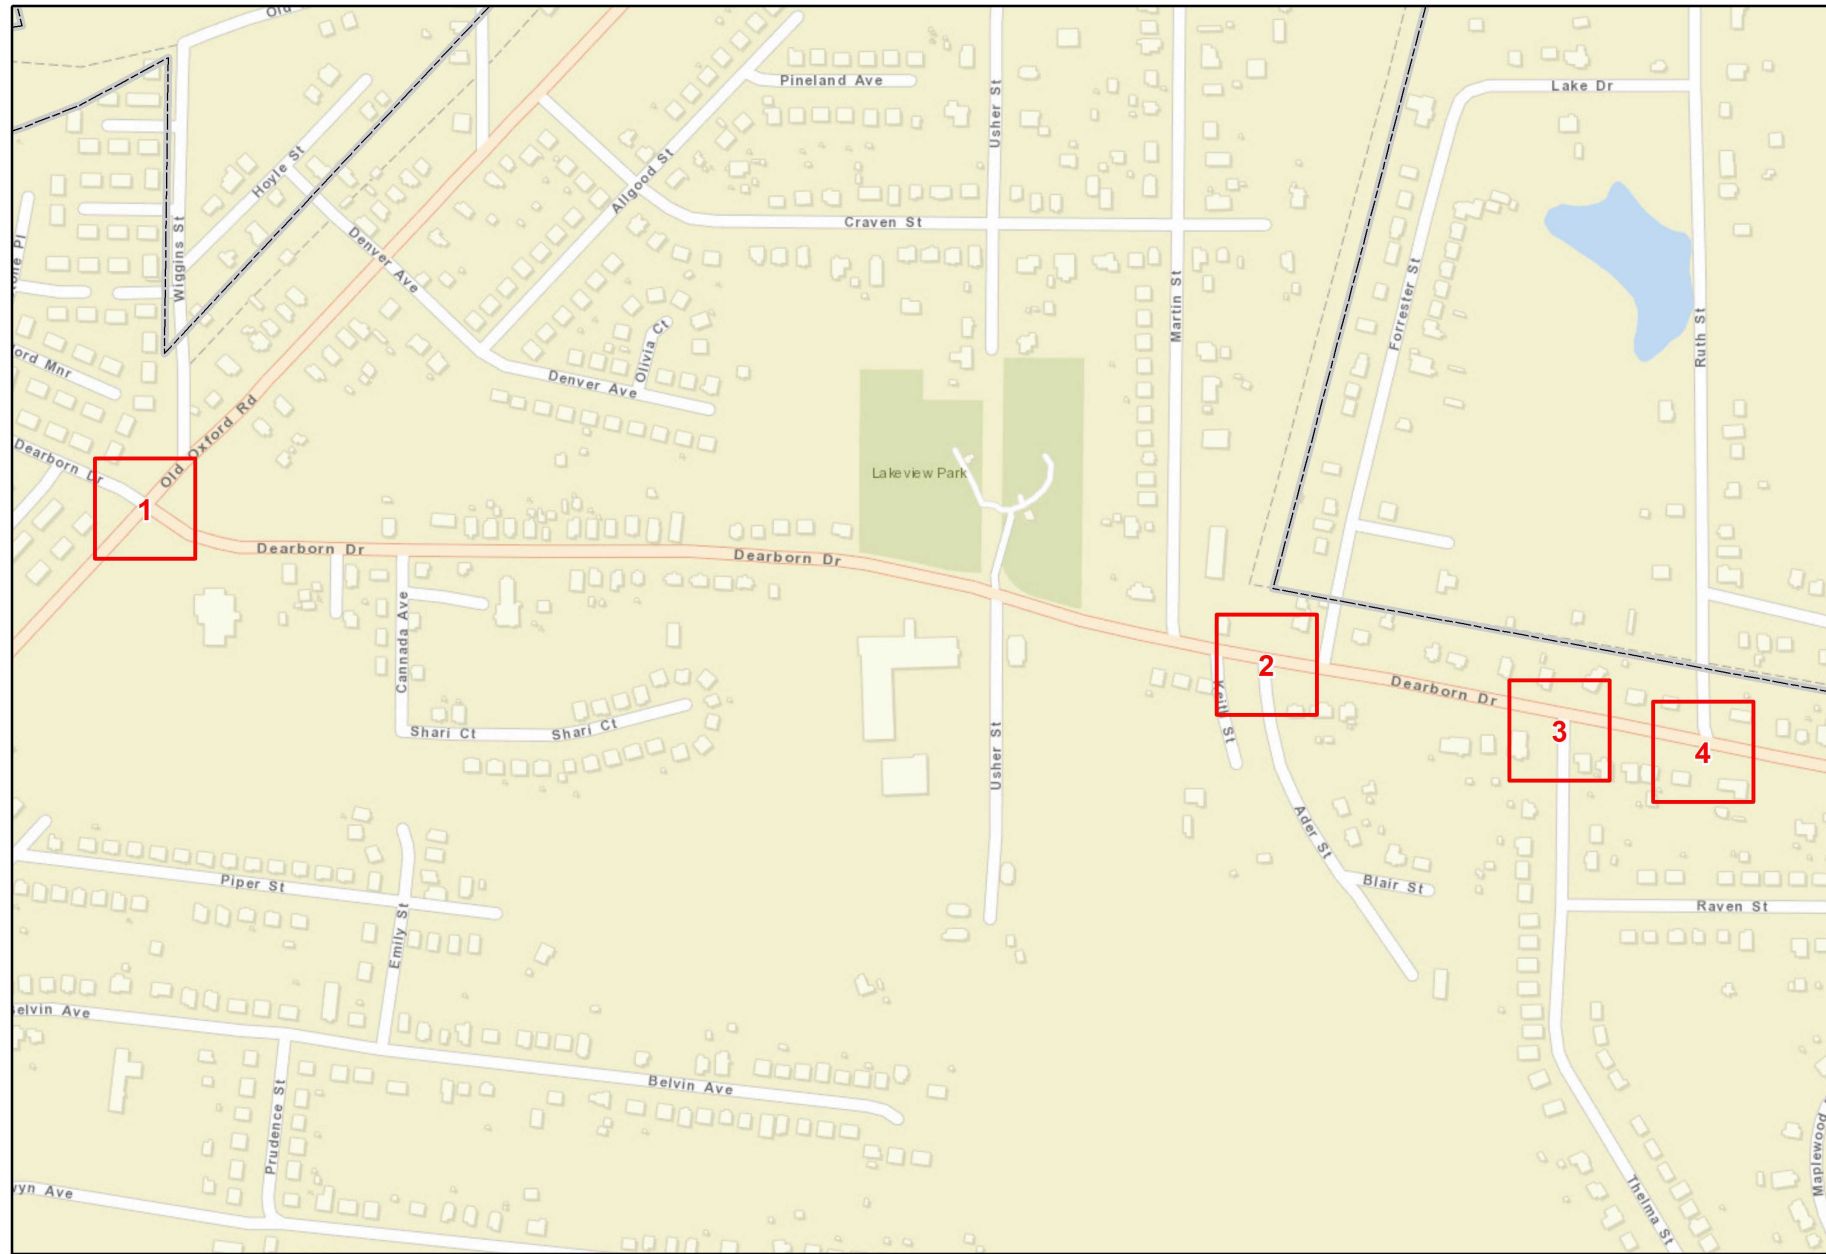 Old
Pineland Ave
Usher St
Lake Dr
Hoyle St
Allgood St
Wiggins St
Craven St
Denver Ave
Martin St
Forrester St
Ruth St
Olivia Ct
Denver Ave
Old Oxford Rd
Dearborn Dr
Lakeview Park
1
Dearborn Dr
Dearborn Dr
Cannada Ave
2
Dearborn Dr
Keith St
3
4
Shari Ct
Shari Ct
Usher St
Ader St
Piper St
Blair St
Raven St
Emily St
Belvin Ave
Prudence St
Maplewood
Thelma St